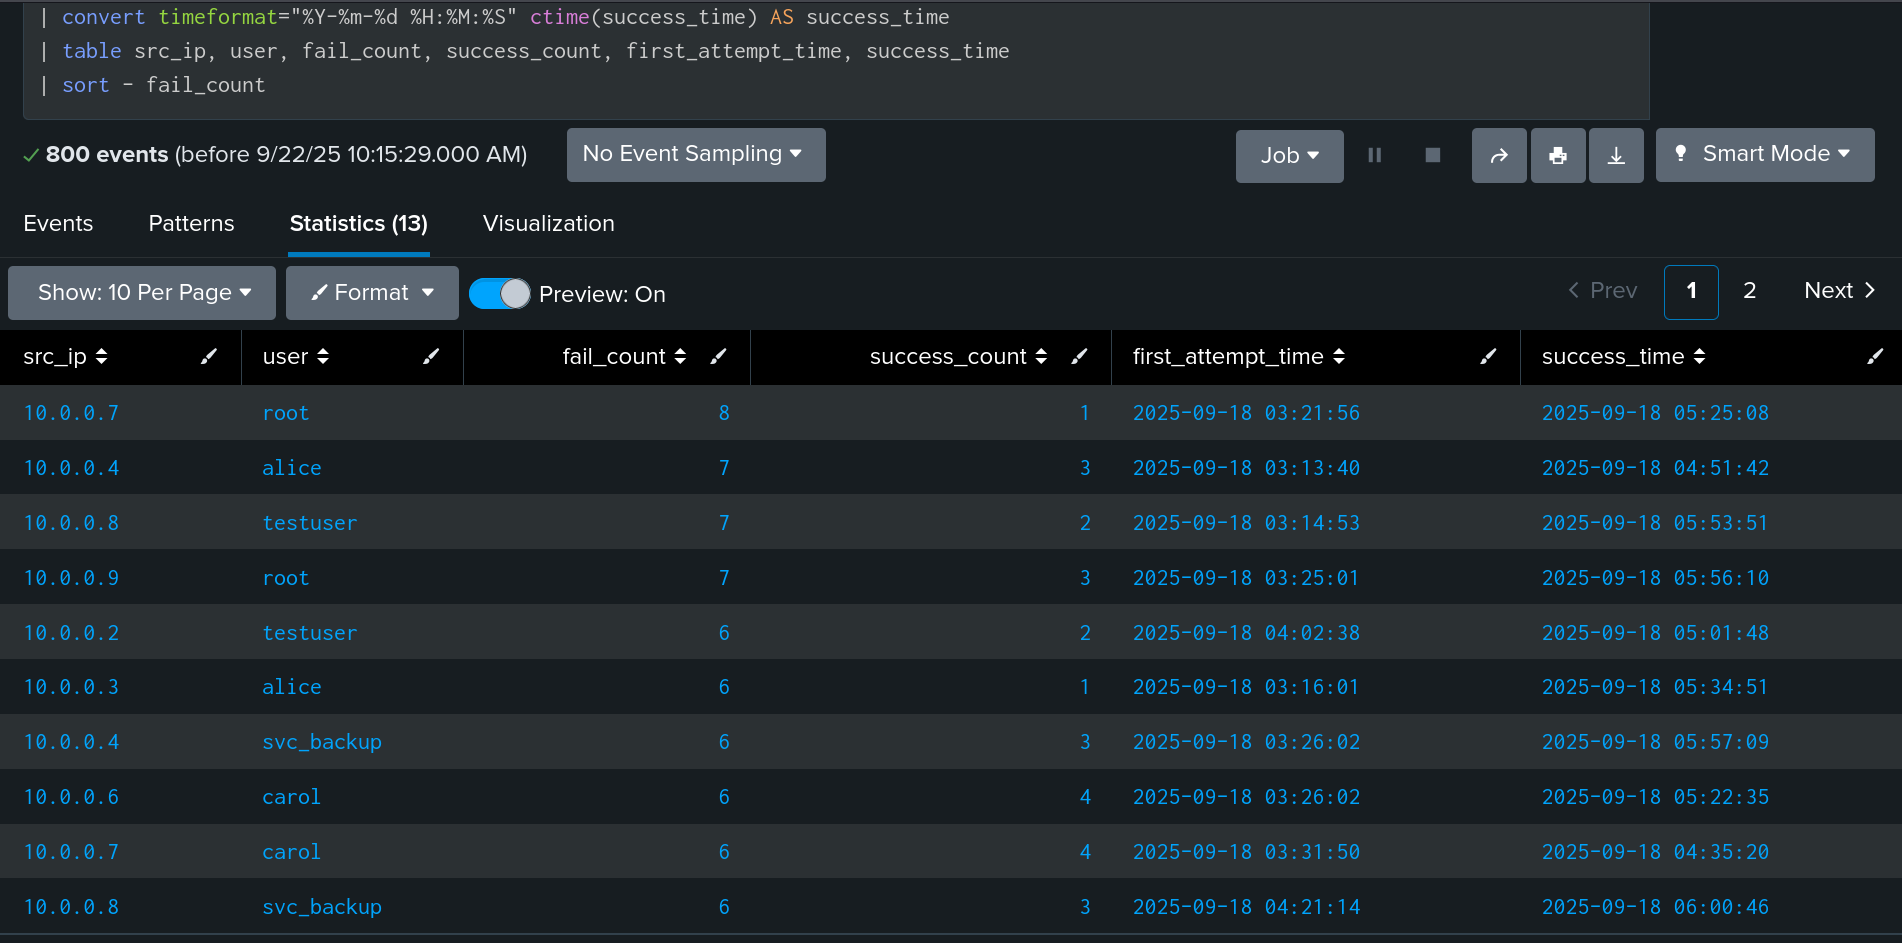 | convert timeformat="%Y-%m-%d %H:%M:%S" ctime(success_time) AS success_time
| table src_ip, user, fail_count, success_count, first_attempt_time, success_time
| sort - fail_count
800 events (before 9/22/25 10:15:29.000 AM) No Event Sampling Job Smart Mode
Events Patterns Statistics (13) Visualization
Show: 10 Per Page Format Preview: On Prev 1 2 Next
src_ip user fail_count success_count first_attempt_time success_time
10.0.0.7 root 8 1 2025-09-18 03:21:56 2025-09-18 05:25:08
10.0.0.4 alice 7 3 2025-09-18 03:13:40 2025-09-18 04:51:42
10.0.0.8 testuser 7 2 2025-09-18 03:14:53 2025-09-18 05:53:51
10.0.0.9 root 7 3 2025-09-18 03:25:01 2025-09-18 05:56:10
10.0.0.2 testuser 6 2 2025-09-18 04:02:38 2025-09-18 05:01:48
10.0.0.3 alice 6 1 2025-09-18 03:16:01 2025-09-18 05:34:51
10.0.0.4 svc_backup 6 3 2025-09-18 03:26:02 2025-09-18 05:57:09
10.0.0.6 carol 6 4 2025-09-18 03:26:02 2025-09-18 05:22:35
10.0.0.7 carol 6 4 2025-09-18 03:31:50 2025-09-18 04:35:20
10.0.0.8 svc_backup 6 3 2025-09-18 04:21:14 2025-09-18 06:00:46